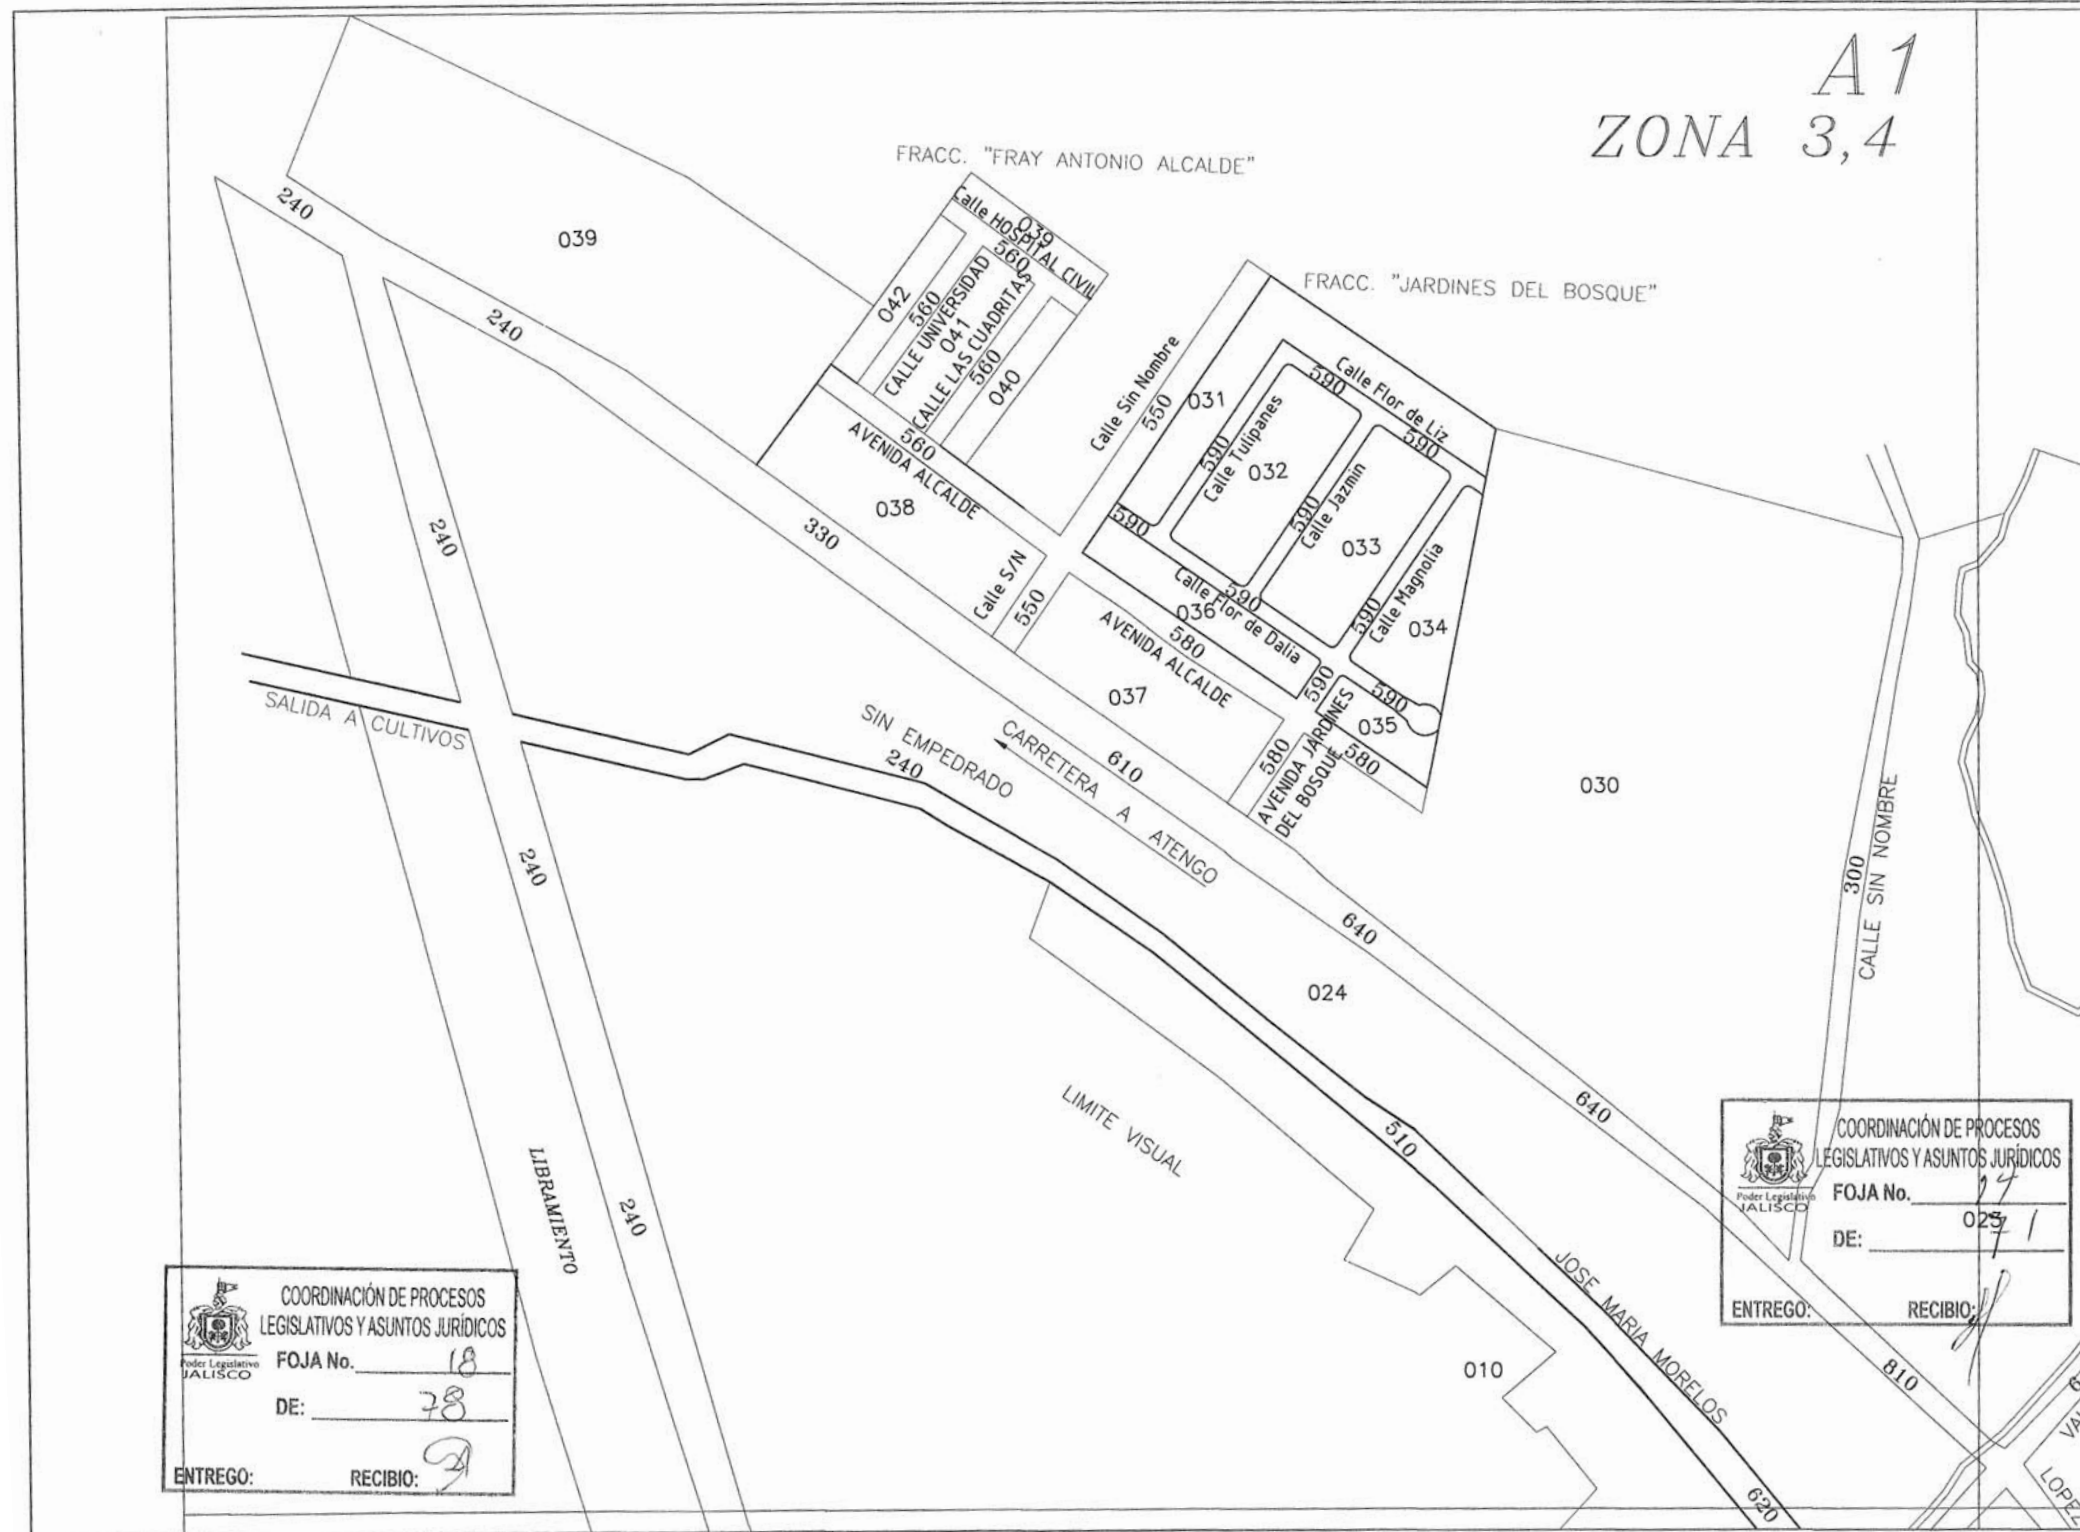 A1
ZONA 3,4
FRACC. "FRAY ANTONIO ALCALDE"
FRACC. "JARDINES DEL BOSQUE"
240
039
240
240
330
Calle HOSPITAL CIVIL
039
560
042
560
CALLE UNIVERSIDAD
041
CALLE LAS CUADRITAS
560
040
560
AVENIDA ALCALDE
038
Calle S/N
550
Calle Sin Nombre
550
031
Calle Flor de Liz
590
590
590
Calle Tulipanes
032
590
Calle Jazmin
033
590
Calle Magnolia
034
590
590
Calle Flor de Dalia
036
AVENIDA ALCALDE
580
037
590
590
035
580
AVENIDA JARDINES
DEL BOSQUE
580
030
300
CALLE SIN NOMBRE
SALIDA A CULTIVOS
SIN EMPEDRADO
240
CARRETERA A ATENGO
610
640
024
640
240
LIMITE VISUAL
510
LIBRAMIENTO
240
JOSE MARIA MORELOS
010
810
620
LOPEZ
COORDINACIÓN DE PROCESOS
LEGISLATIVOS Y ASUNTOS JURÍDICOS
Poder Legislativo
JALISCO
FOJA No.
023
DE: 71
ENTREGO: RECIBIO:
COORDINACIÓN DE PROCESOS
LEGISLATIVOS Y ASUNTOS JURÍDICOS
Poder Legislativo
JALISCO
FOJA No. 18
DE: 78
ENTREGO: RECIBIO: